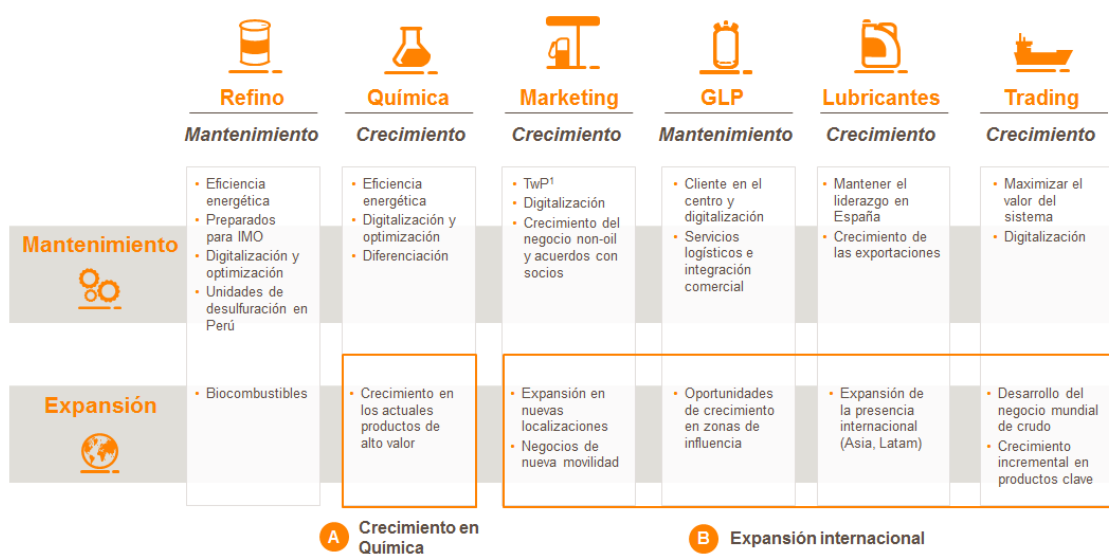 Refino
Química
Marketing
GLP
Lubricantes
Trading
Mantenimiento
Crecimiento
Crecimiento
Mantenimiento
Crecimiento
Crecimiento
Mantenimiento
• Eficiencia
energética
• Preparados
para IMO
• Digitalización y
optimización
• Unidades de
desulfuración en
Perú
• Eficiencia
energética
• Digitalización y
optimización
• Diferenciación
• TwP¹
• Digitalización
• Crecimiento del
negocio non-oil
y acuerdos con
socios
• Cliente en el
centro y
digitalización
• Servicios
logísticos e
integración
comercial
• Mantener el
liderazgo en
España
• Crecimiento de
las exportaciones
• Maximizar el
valor del
sistema
• Digitalización
Expansión
• Biocombustibles
• Crecimiento en
los actuales
productos de
alto valor
• Expansión en
nuevas
localizaciones
• Negocios de
nueva movilidad
• Oportunidades
de crecimiento
en zonas de
influencia
• Expansión de
la presencia
internacional
(Asia, Latam)
• Desarrollo del
negocio mundial
de crudo
• Crecimiento
incremental en
productos clave
A Crecimiento en
Química
B Expansión internacional